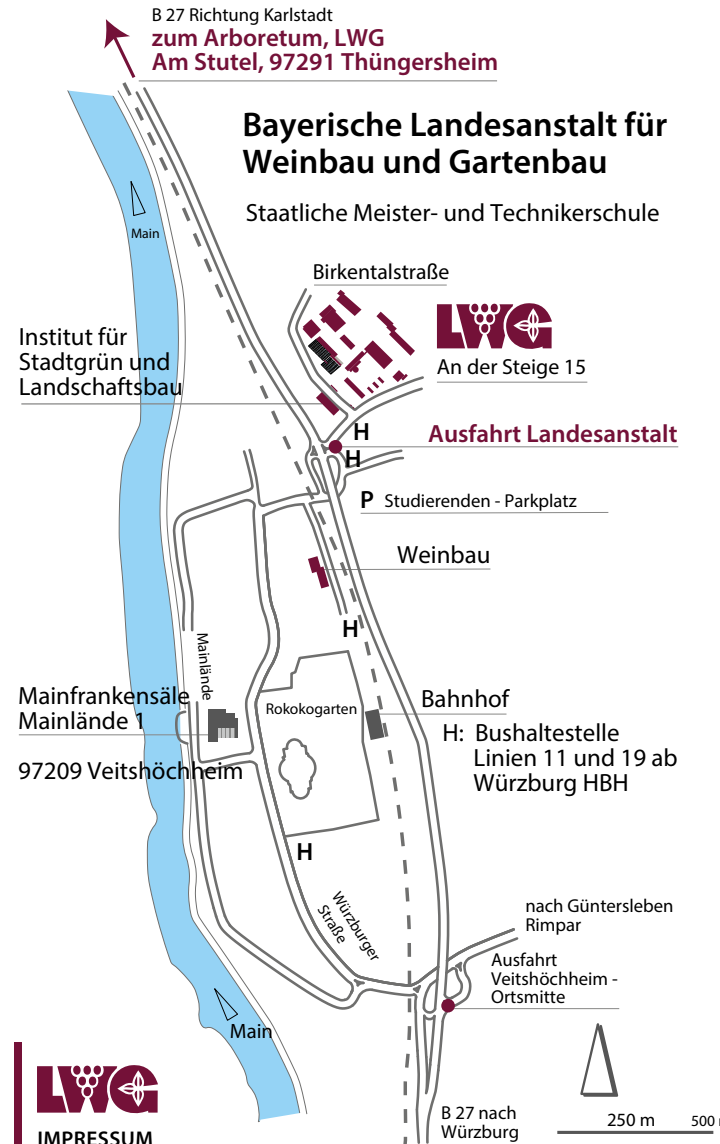 B 27 Richtung Karlstadt
zum Arboretum, LWG
Am Stutel, 97291 Thüngersheim
Bayerische Landesanstalt für
Weinbau und Gartenbau
Staatliche Meister- und Technikerschule
Main
Birkentalstraße
LWG
An der Steige 15
Institut für
Stadtgrün und
Landschaftsbau
H
Ausfahrt Landesanstalt
H
P Studierenden - Parkplatz
Weinbau
H
Mainlände
Mainfrankensäle
Mainlände 1
97209 Veitshöchheim
Rokokogarten
Bahnhof
H: Bushaltestelle
Linien 11 und 19 ab
Würzburg HBH
H
Würzburger
Straße
nach Güntersleben
Rimpar
Ausfahrt
Veitshöchheim -
Ortsmitte
Main
LWG
IMPRESSUM
B 27 nach
Würzburg
250 m
500